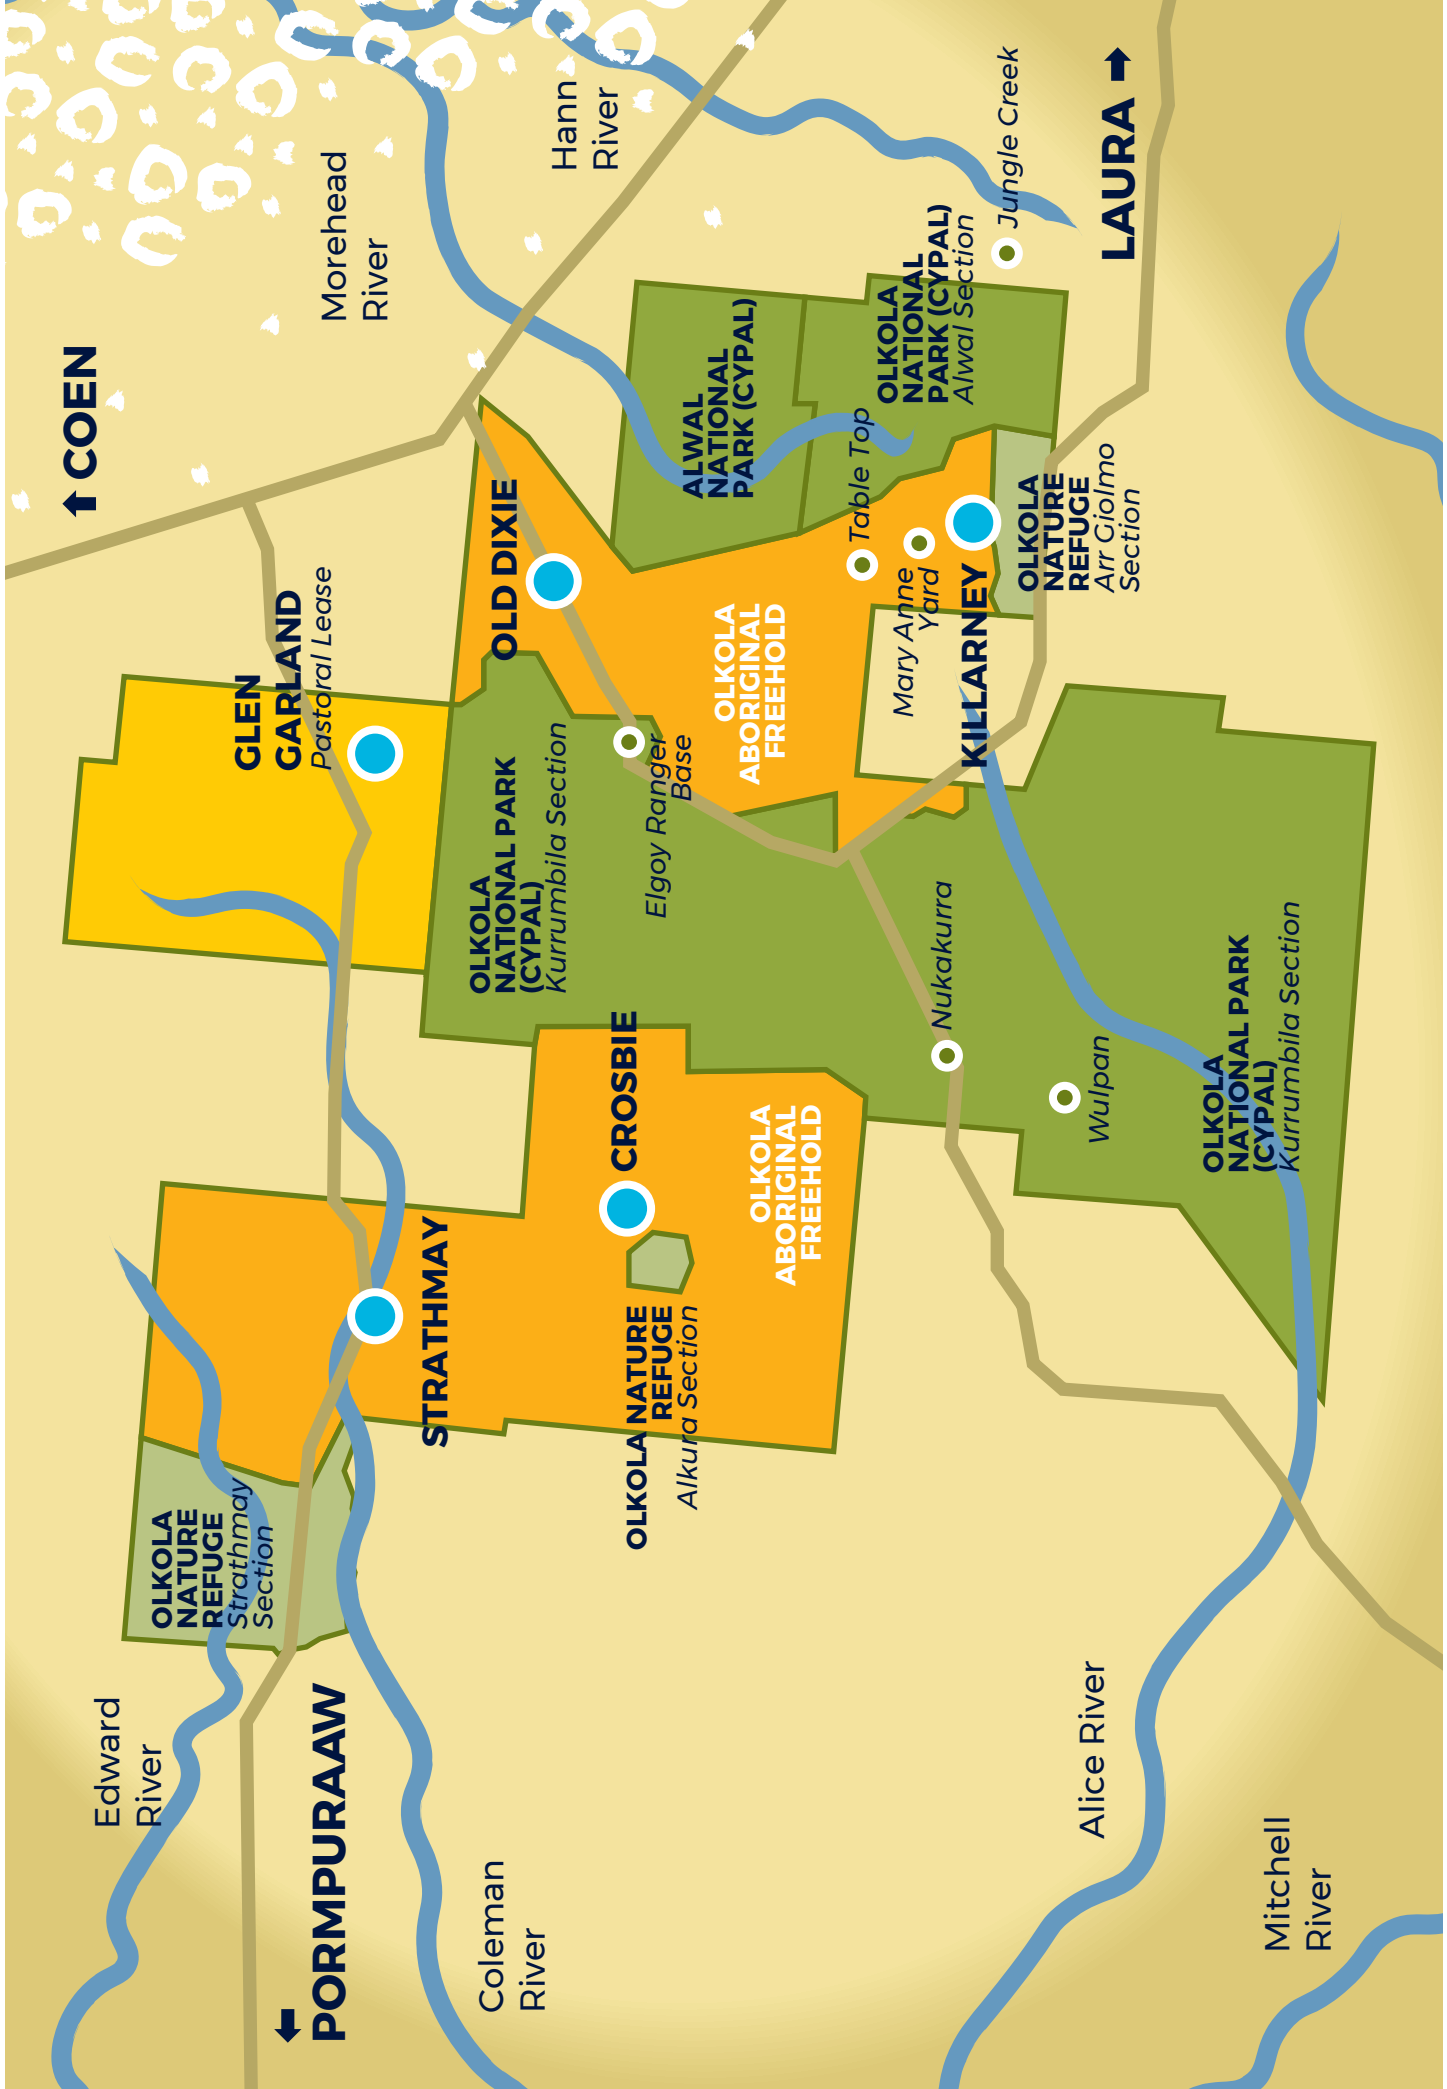 COEN
Morehead
River
Hann
River
GLEN
GARLAND
Pastoral Lease
OLD DIXIE
ALWAL
NATIONAL
PARK (CYPAL)
OLKOLA
NATIONAL
PARK (CYPAL)
Alwal Section
Jungle Creek
LAURA
Table Top
Mary Anne
Yard
KILLARNEY
OLKOLA
NATURE
REFUGE
Arr Giolmo
Section
OLKOLA
ABORIGINAL
FREEHOLD
Elgoy Ranger
Base
OLKOLA
NATIONAL PARK
(CYPAL)
Kurrumbila Section
CROSBIE
STRATHMAY
OLKOLA
ABORIGINAL
FREEHOLD
OLKOLA NATURE
REFUGE
Alkura Section
Nukakurra
Wulpan
OLKOLA
NATIONAL PARK
(CYPAL)
Kurrumbila Section
OLKOLA
NATURE
REFUGE
Strathmay
Section
Edward
River
PORMPURAAW
Coleman
River
Alice River
Mitchell
River